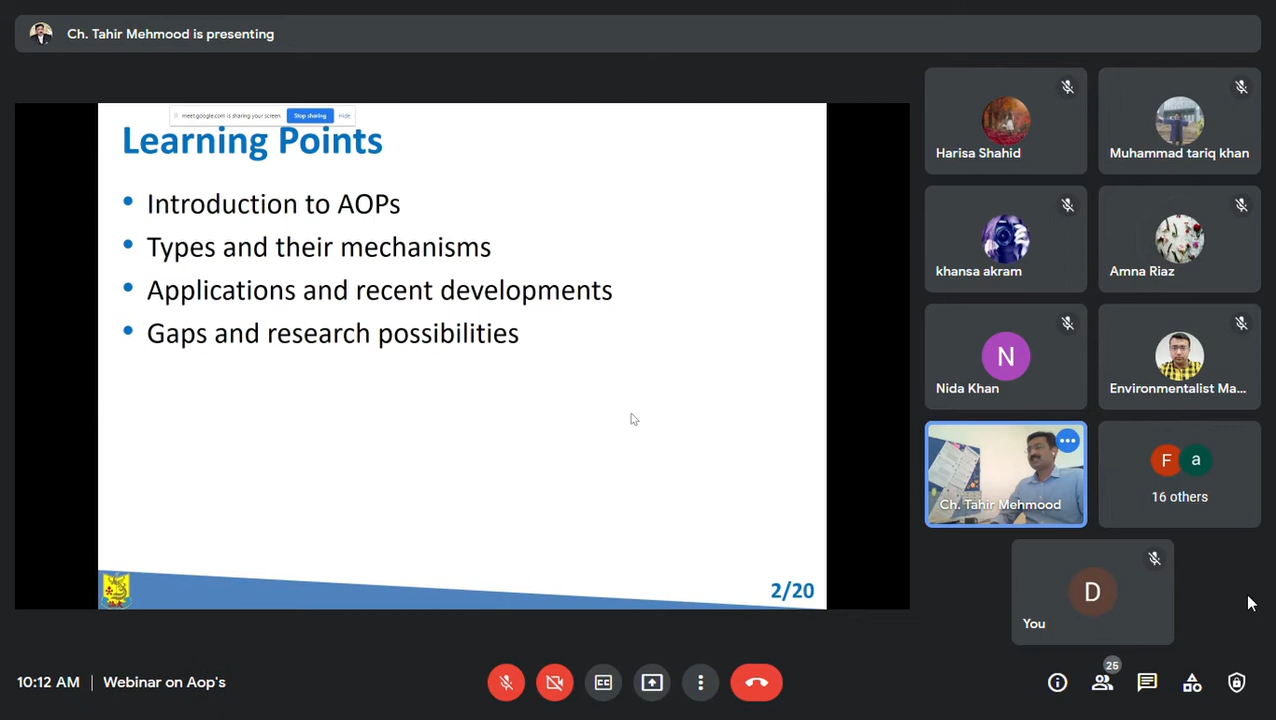 Ch. Tahir Mehmood is presenting
meet.google.com is sharing your screen. Stop sharing Hide
Learning Points
• Introduction to AOPs
• Types and their mechanisms
• Applications and recent developments
• Gaps and research possibilities
2/20
Harisa Shahid
Muhammad tariq khan
khansa akram
Amna Riaz
N
Nida Khan
Environmentalist Ma...
Ch. Tahir Mehmood
F a
16 others
D
You
10:12 AM | Webinar on Aop's
CC
25